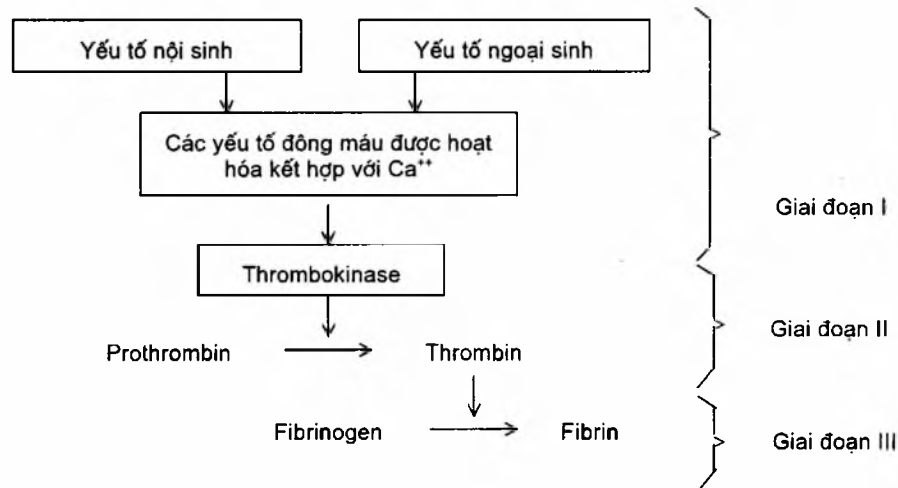 Yếu tố nội sinh
Yếu tố ngoại sinh
Các yếu tố đông máu được hoạt
hóa kết hợp với Ca⁺⁺
Giai đoạn I
Thrombokinase
Prothrombin
Thrombin
Giai đoạn II
Fibrinogen
Fibrin
Giai đoạn III